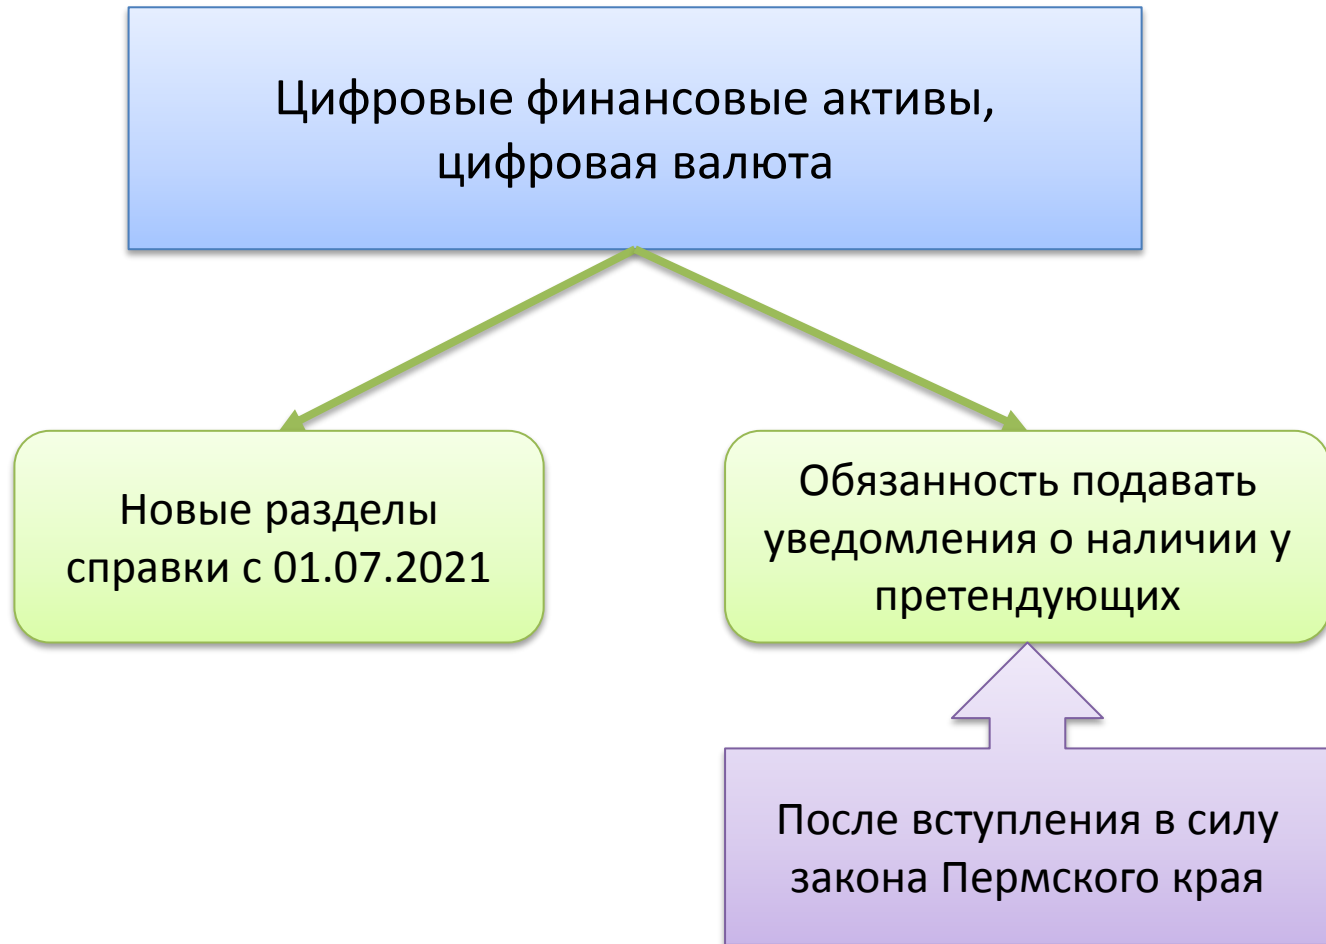 Цифровые финансовые активы,
цифровая валюта
Новые разделы
справки с 01.07.2021
Обязанность подавать
уведомления о наличии у
претендующих
После вступления в силу
закона Пермского края